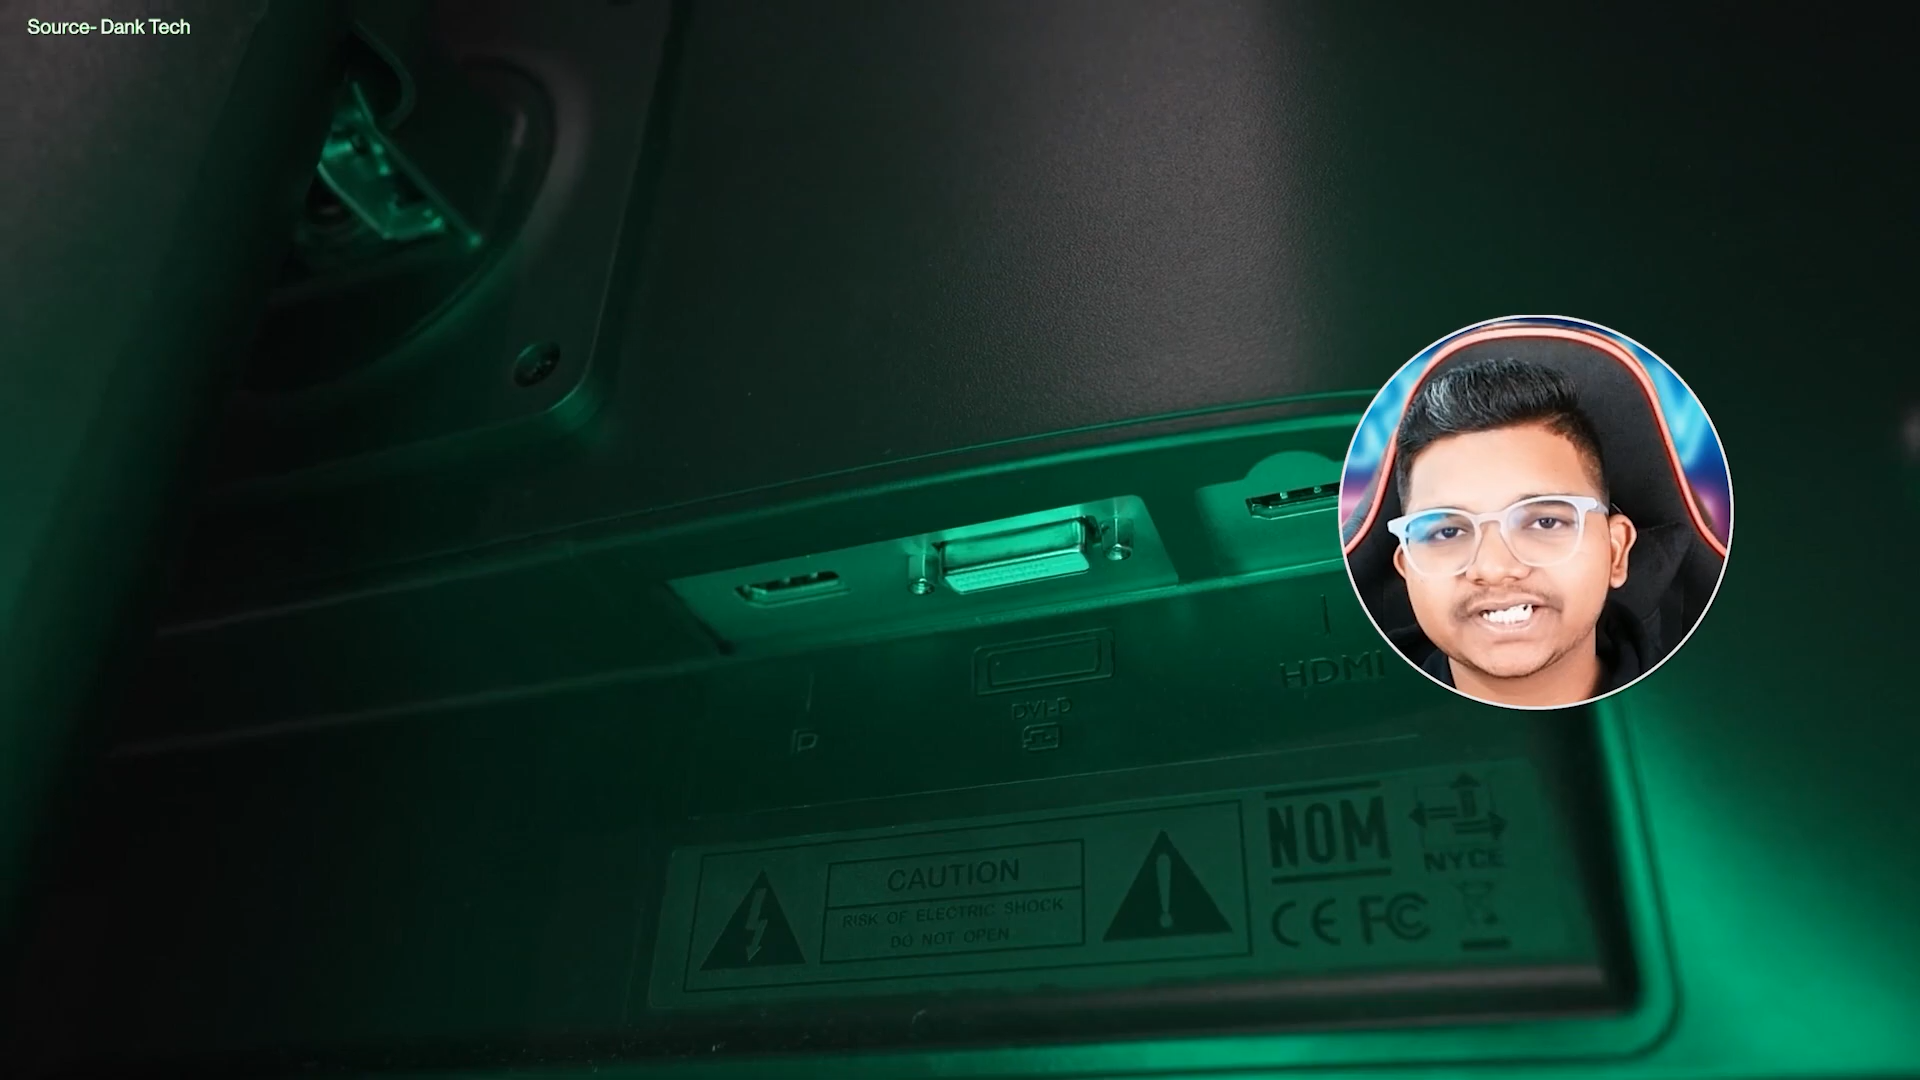 Source- Dank Tech
DVI-D
HDMI
CAUTION
RISK OF ELECTRIC SHOCK
DO NOT OPEN
NOM
NYCE
CE FC